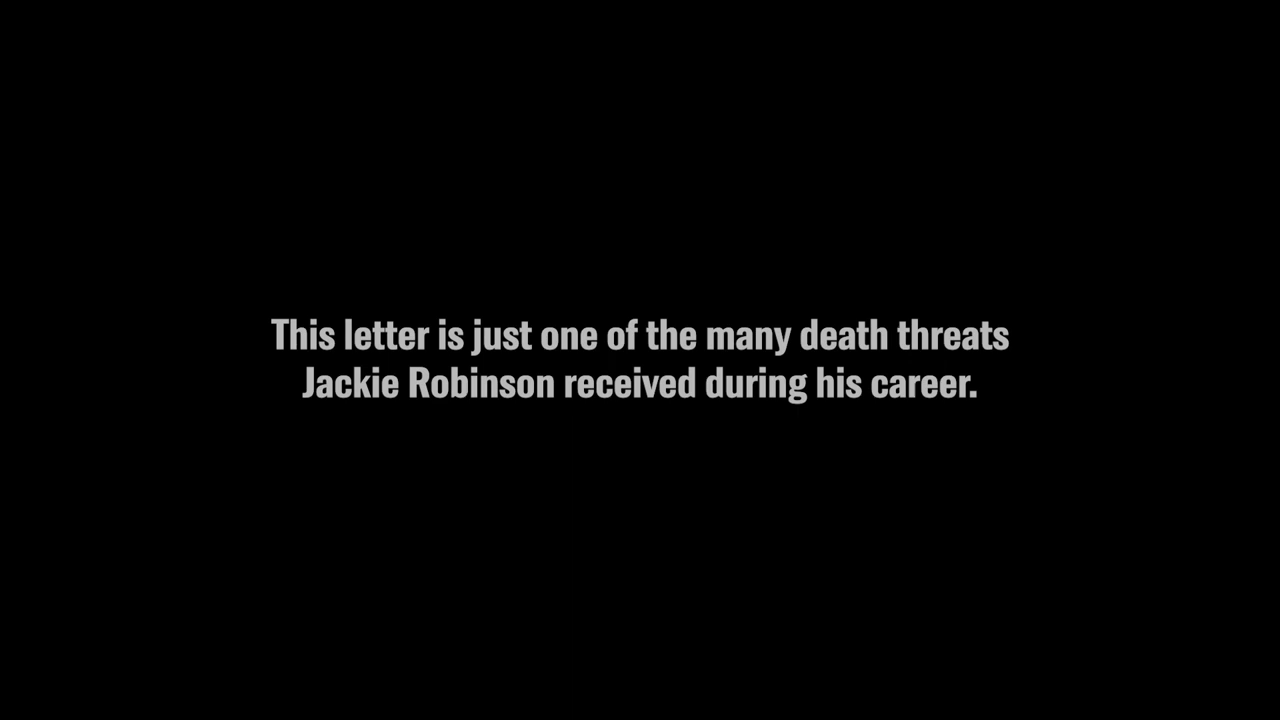 This letter is just one of the many death threats
Jackie Robinson received during his career.